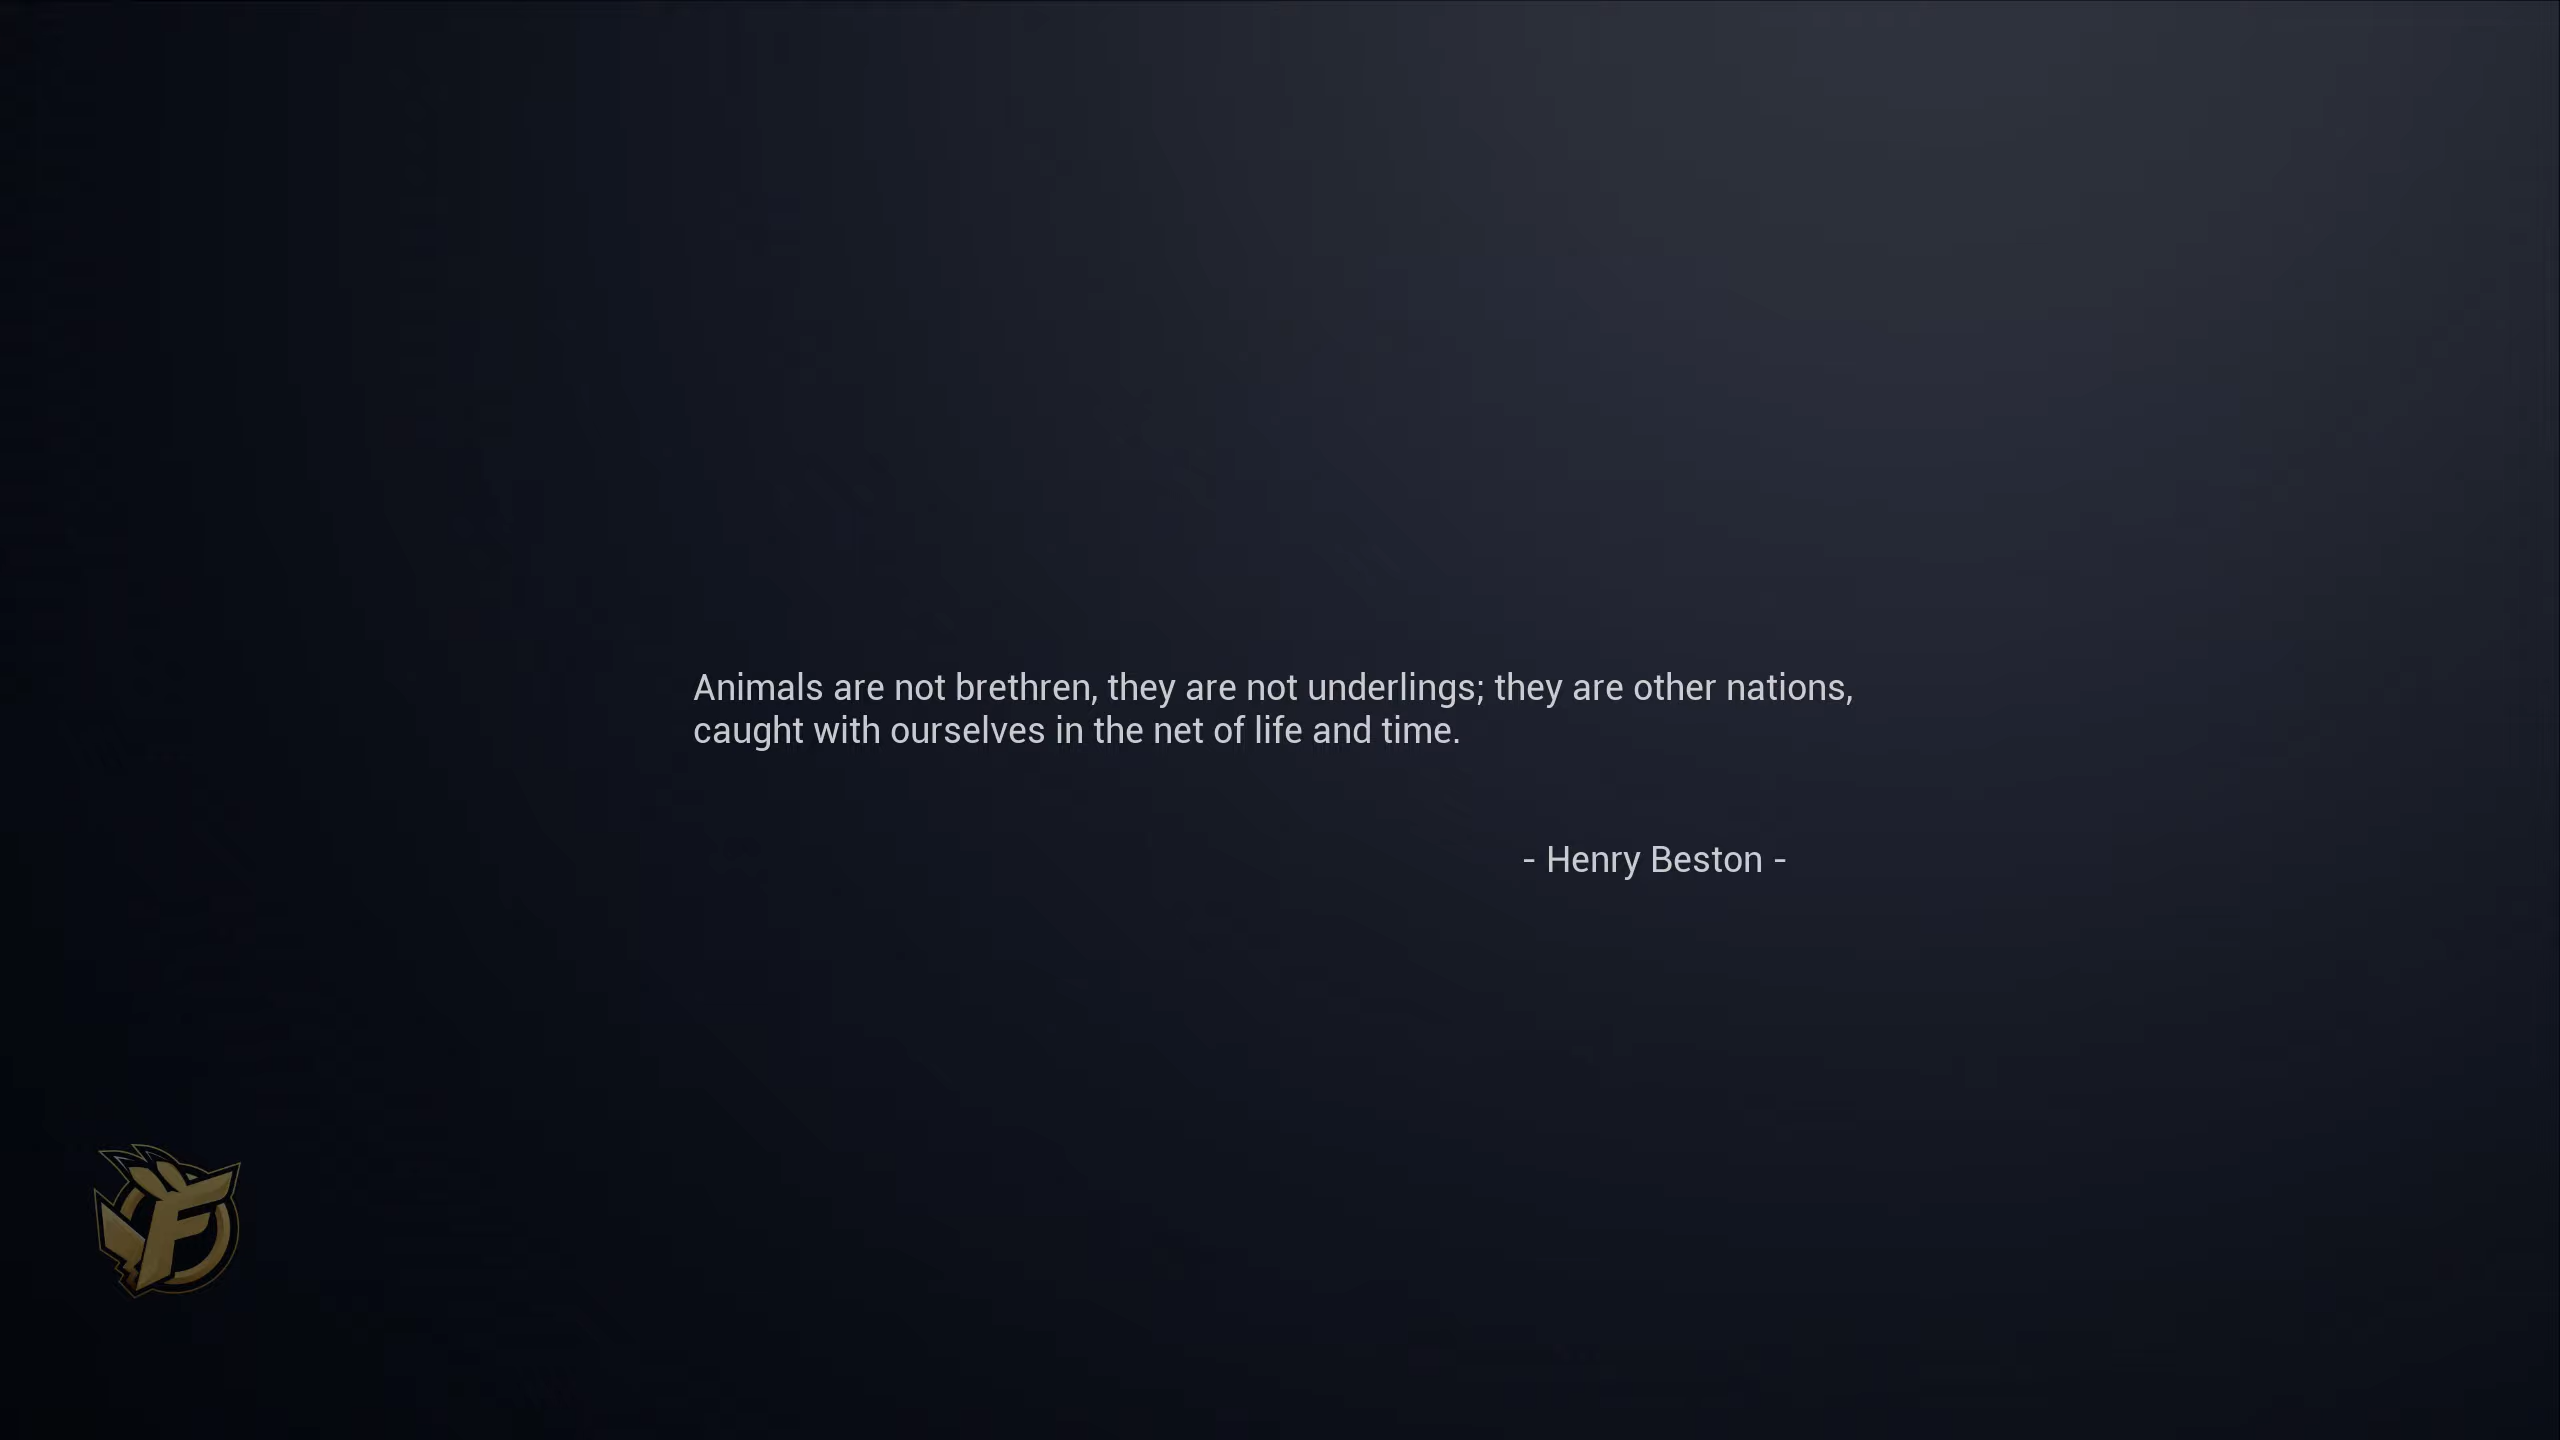 Animals are not brethren, they are not underlings; they are other nations,
caught with ourselves in the net of life and time.
- Henry Beston -
F